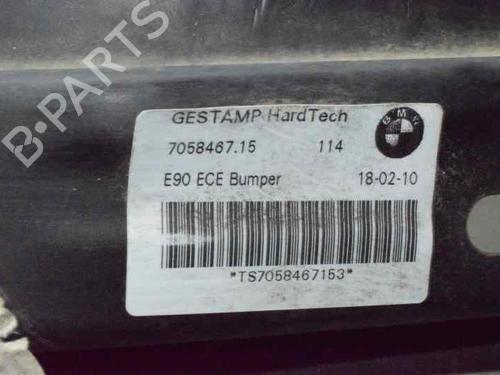 B-PARTS
GESTAMP HardTech
BMW
7058467.15 114
E90 ECE Bumper 18-02-10
*TS7058467153*